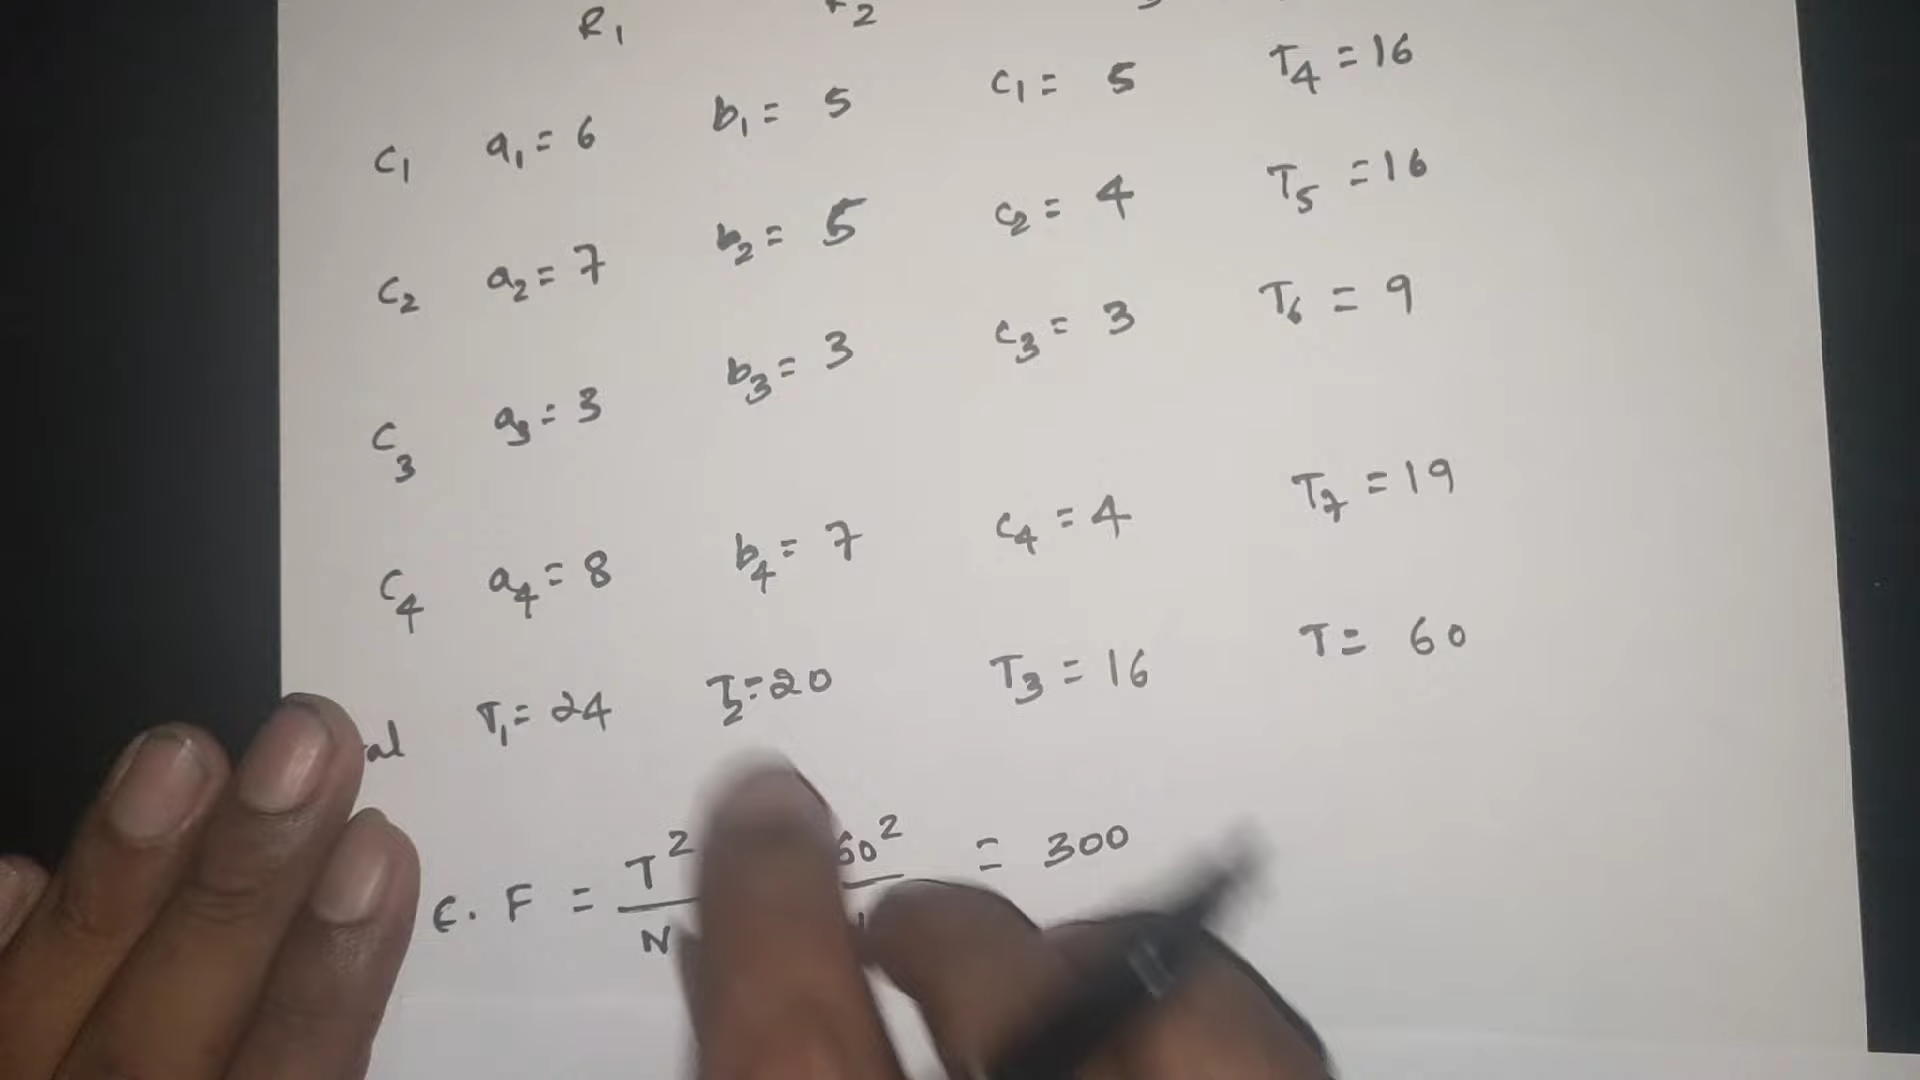 R1 R2
C1 a1 = 6 b1 = 5 c1 = 5 T4 = 16
C2 a2 = 7 b2 = 5 c2 = 4 T5 = 16
C3 a3 = 3 b3 = 3 c3 = 3 T6 = 9
C4 a4 = 8 b4 = 7 c4 = 4 T7 = 19
T1 = 24 T2 = 20 T3 = 16 T = 60
C.F = T² / N 60² = 300